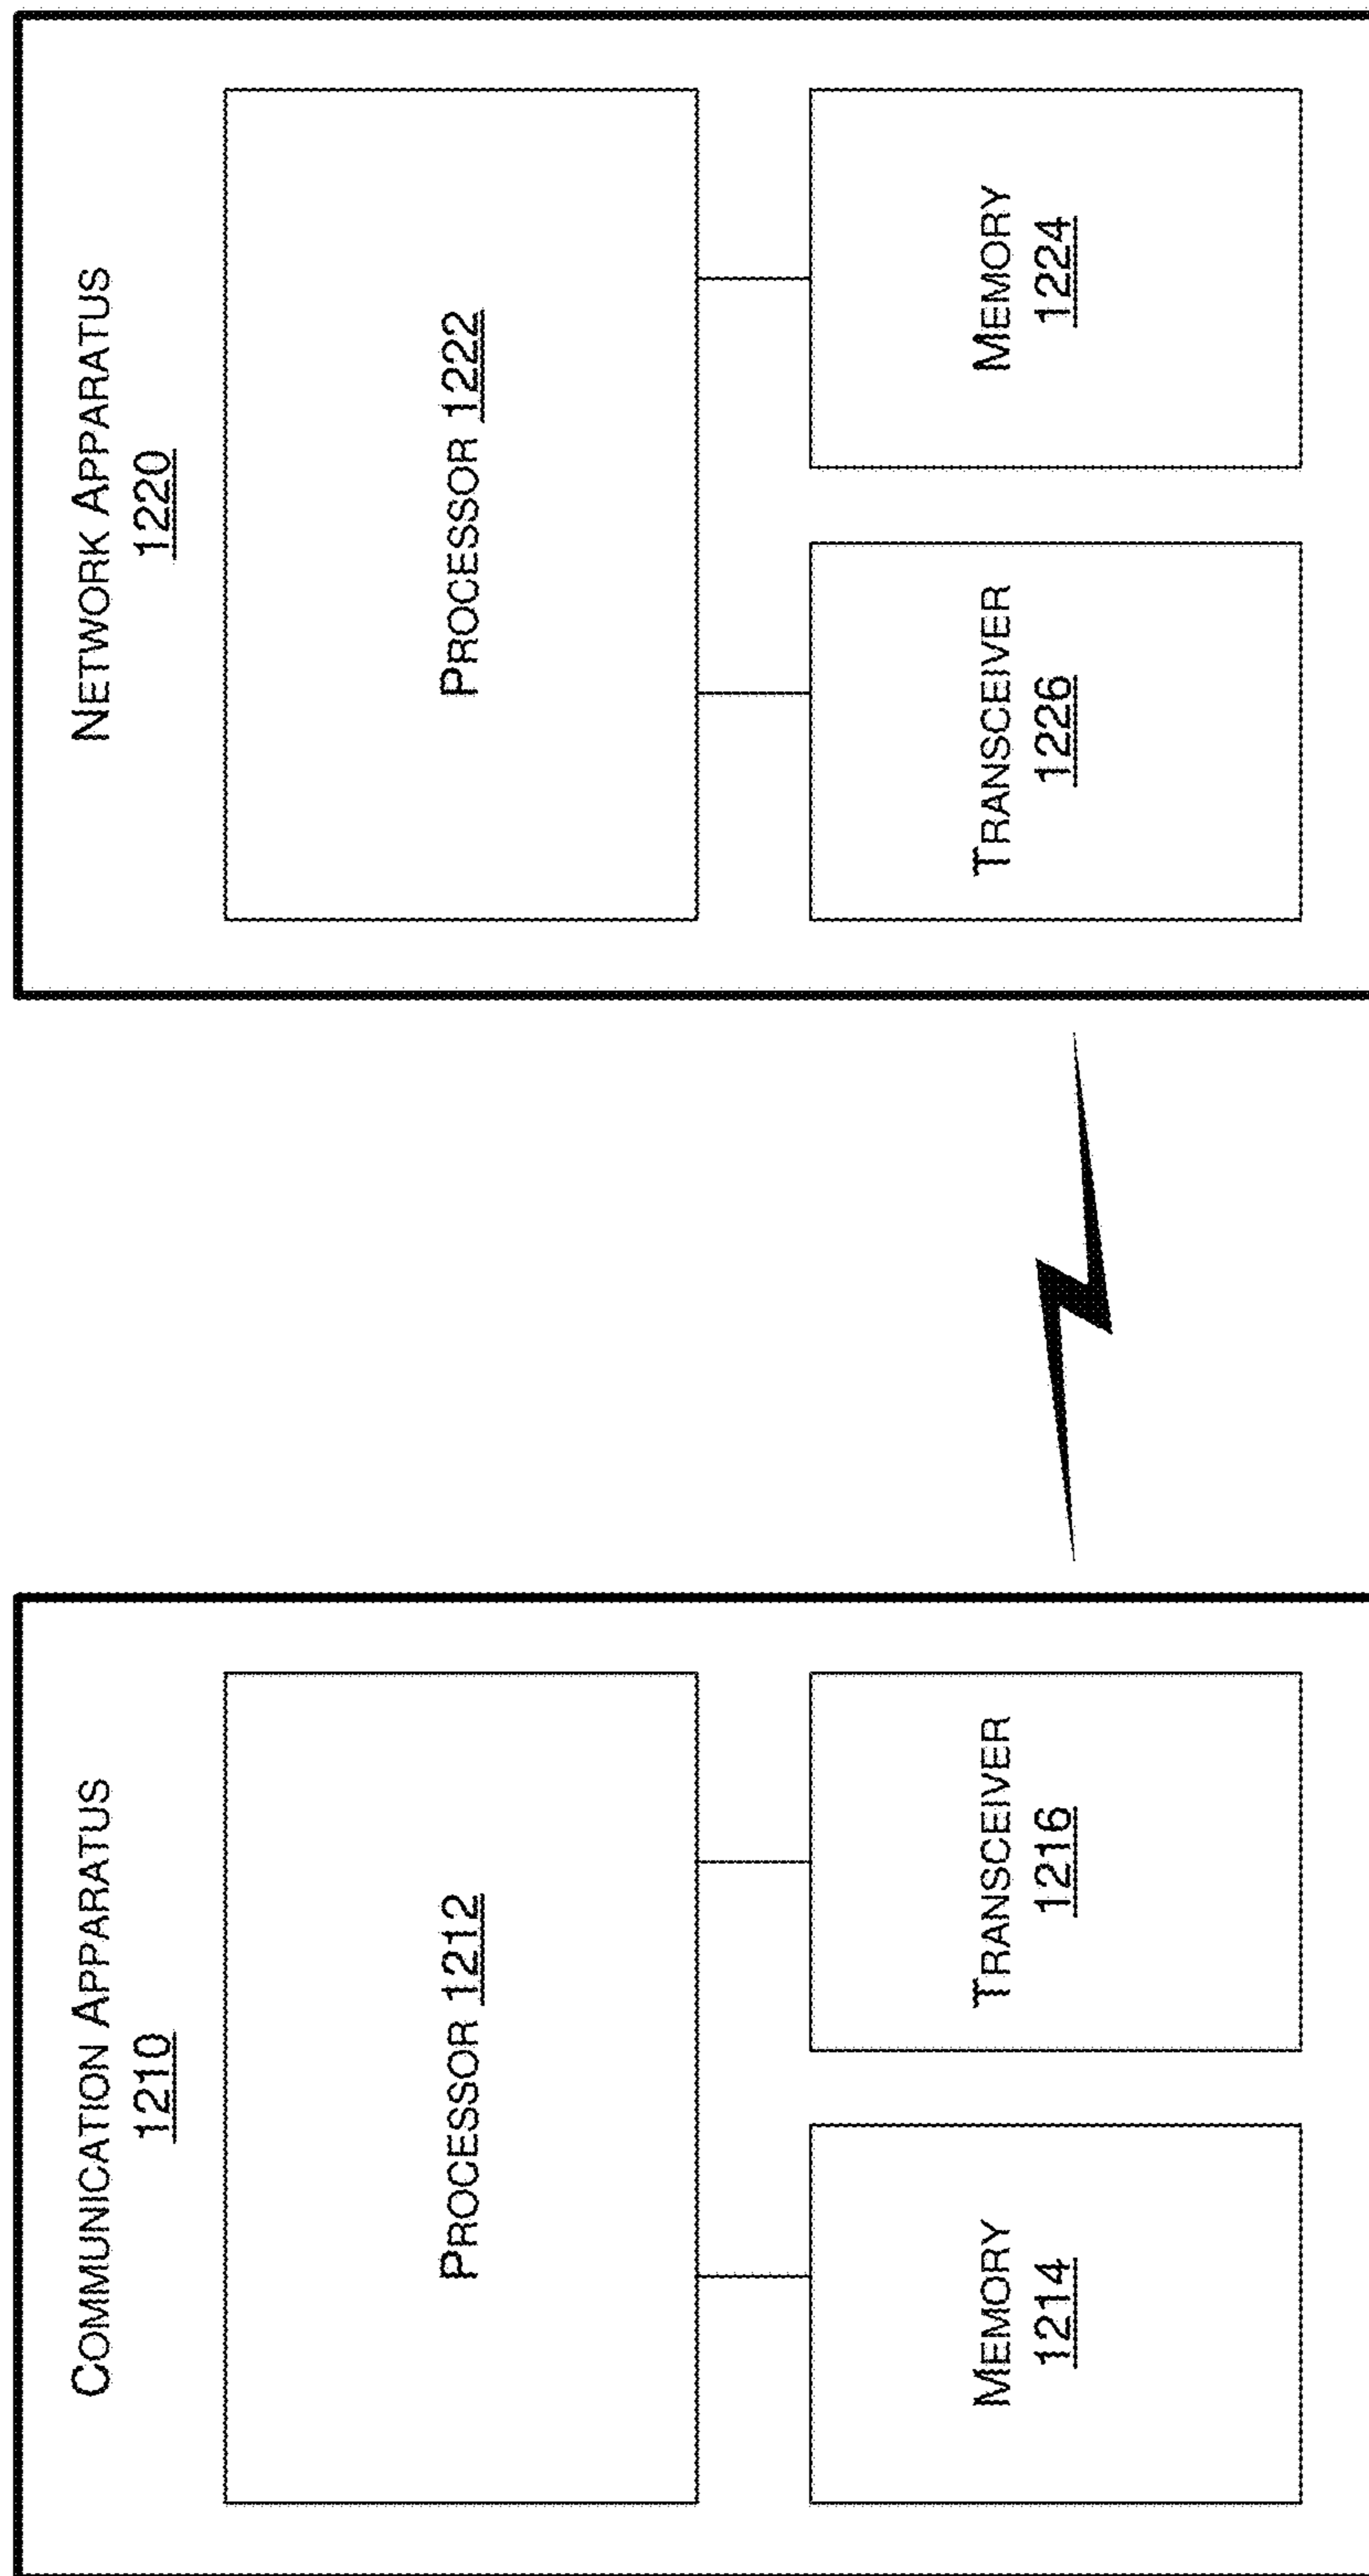 COMMUNICATION APPARATUS
1210
PROCESSOR 1212
MEMORY
1214
TRANSCEIVER
1216
NETWORK APPARATUS
1220
PROCESSOR 1222
TRANSCEIVER
1226
MEMORY
1224